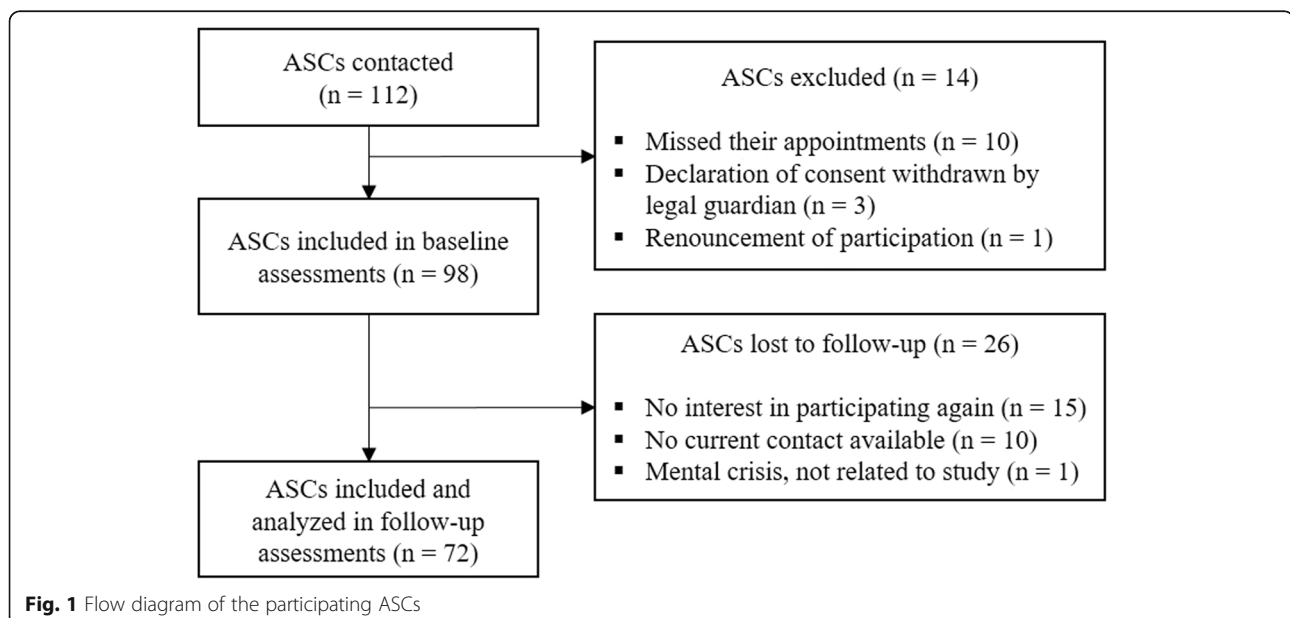 ASCs contacted
(n = 112)
ASCs excluded (n = 14)
▪ Missed their appointments (n = 10)
▪ Declaration of consent withdrawn by
legal guardian (n = 3)
▪ Renouncement of participation (n = 1)
ASCs included in baseline
assessments (n = 98)
ASCs lost to follow-up (n = 26)
▪ No interest in participating again (n = 15)
▪ No current contact available (n = 10)
▪ Mental crisis, not related to study (n = 1)
ASCs included and
analyzed in follow-up
assessments (n = 72)
Fig. 1 Flow diagram of the participating ASCs